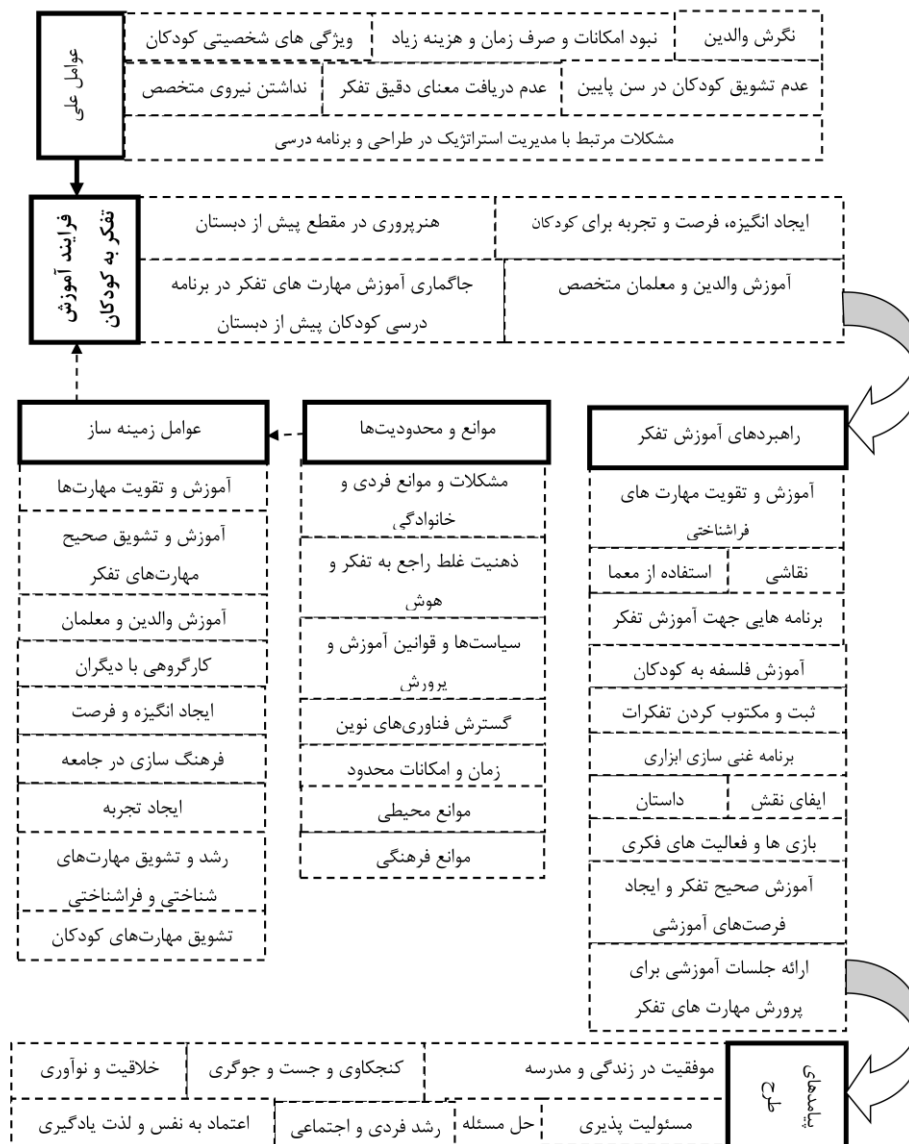 عوامل علی
نگرش والدین
نبود امکانات و صرف زمان و هزینه زیاد
ویژگی های شخصیتی کودکان
عدم تشویق کودکان در سن پایین
عدم دریافت معنای دقیق تفکر
نداشتن نیروی متخصص
مشکلات مرتبط با مدیریت استراتژیک در طراحی و برنامه درسی
فرایند آموزش
تفکر به کودکان
ایجاد انگیزه، فرصت و تجربه برای کودکان
هنرپروری در مقطع پیش از دبستان
آموزش والدین و معلمان متخصص
جاگماری آموزش مهارت های تفکر در برنامه
درسی کودکان پیش از دبستان
راهبردهای آموزش تفکر
آموزش و تقویت مهارت های
فراشناختی
نقاشی
استفاده از معما
برنامه هایی جهت آموزش تفکر
آموزش فلسفه به کودکان
ثبت و مکتوب کردن تفکرات
برنامه غنی سازی ابزاری
ایفای نقش
داستان
بازی ها و فعالیت های فکری
آموزش صحیح تفکر و ایجاد
فرصت‌های آموزشی
ارائه جلسات آموزشی برای
پرورش مهارت های تفکر
موانع و محدودیت‌ها
مشکلات و موانع فردی و
خانوادگی
ذهنیت غلط راجع به تفکر و
هوش
سیاست‌ها و قوانین آموزش و
پرورش
گسترش فناوری‌های نوین
زمان و امکانات محدود
موانع محیطی
موانع فرهنگی
عوامل زمینه ساز
آموزش و تقویت مهارت‌ها
آموزش و تشویق صحیح
مهارت‌های تفکر
آموزش والدین و معلمان
کارگروهی با دیگران
ایجاد انگیزه و فرصت
فرهنگ سازی در جامعه
ایجاد تجربه
رشد و تشویق مهارت‌های
شناختی و فراشناختی
تشویق مهارت‌های کودکان
پیامدهای
طرح
موفقیت در زندگی و مدرسه
کنجکاوی و جست و جوگری
خلاقیت و نوآوری
مسئولیت پذیری
حل مسئله
رشد فردی و اجتماعی
اعتماد به نفس و لذت یادگیری